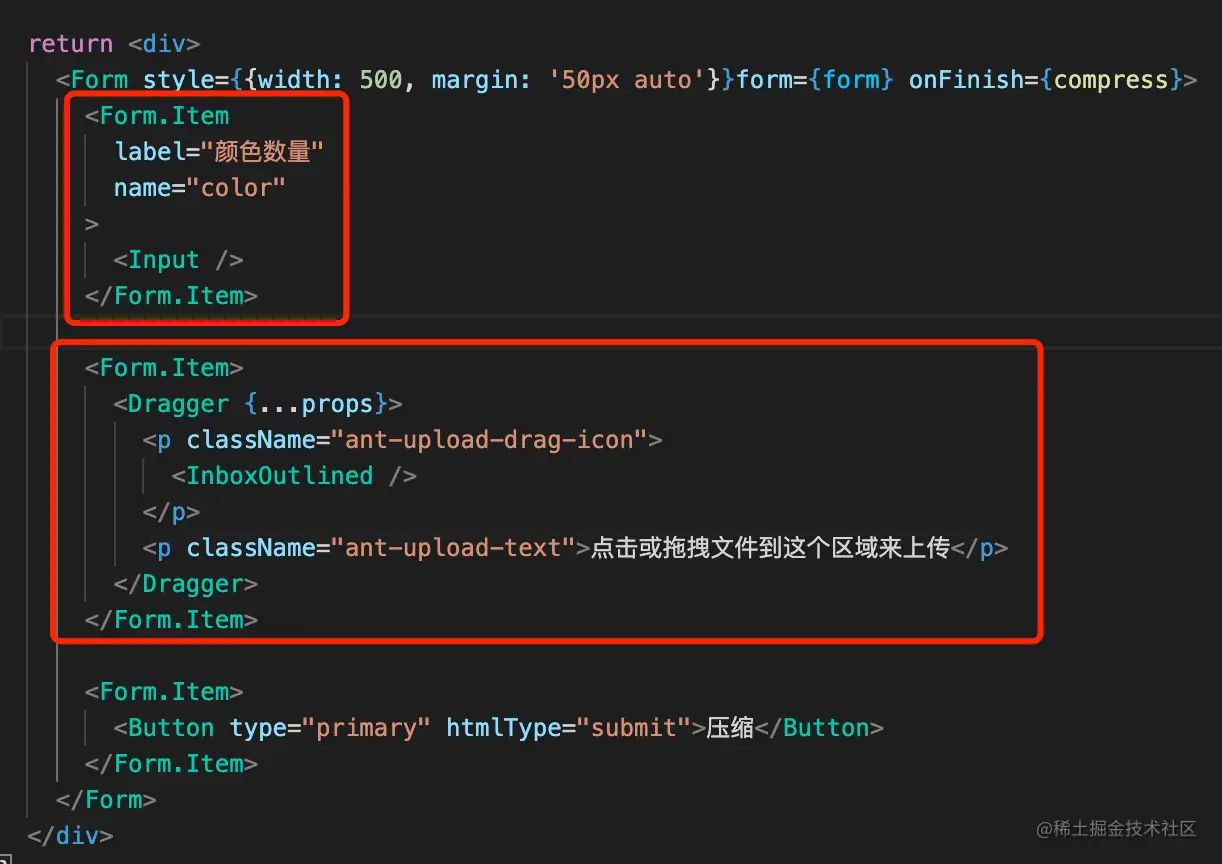 return <div>
<Form style={{width: 500, margin: '50px auto'}}form={form} onFinish={compress}>
<Form.Item
label="颜色数量"
name="color"
>
<Input />
</Form.Item>
<Form.Item>
<Dragger {...props}>
<p className="ant-upload-drag-icon">
<InboxOutlined />
</p>
<p className="ant-upload-text">点击或拖拽文件到这个区域来上传</p>
</Dragger>
</Form.Item>
<Form.Item>
<Button type="primary" htmlType="submit">压缩</Button>
</Form.Item>
</Form>
</div>
@稀土掘金技术社区